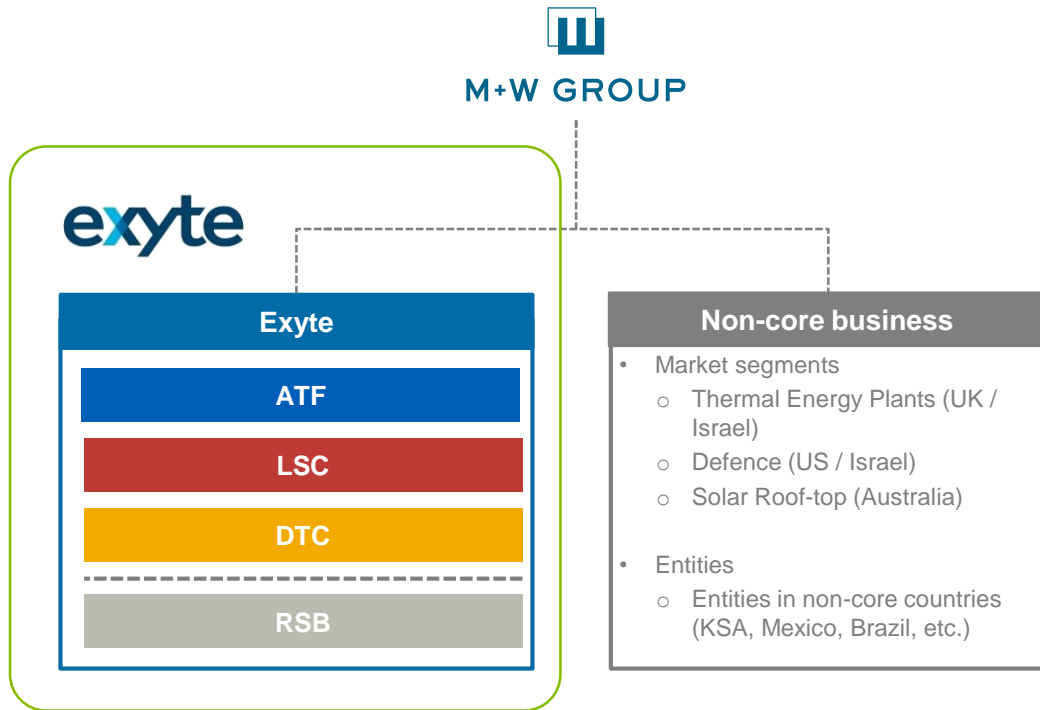 M+W GROUP
exyte
Exyte
ATF
LSC
DTC
RSB
Non-core business
• Market segments
o Thermal Energy Plants (UK /
Israel)
o Defence (US / Israel)
o Solar Roof-top (Australia)
• Entities
o Entities in non-core countries
(KSA, Mexico, Brazil, etc.)